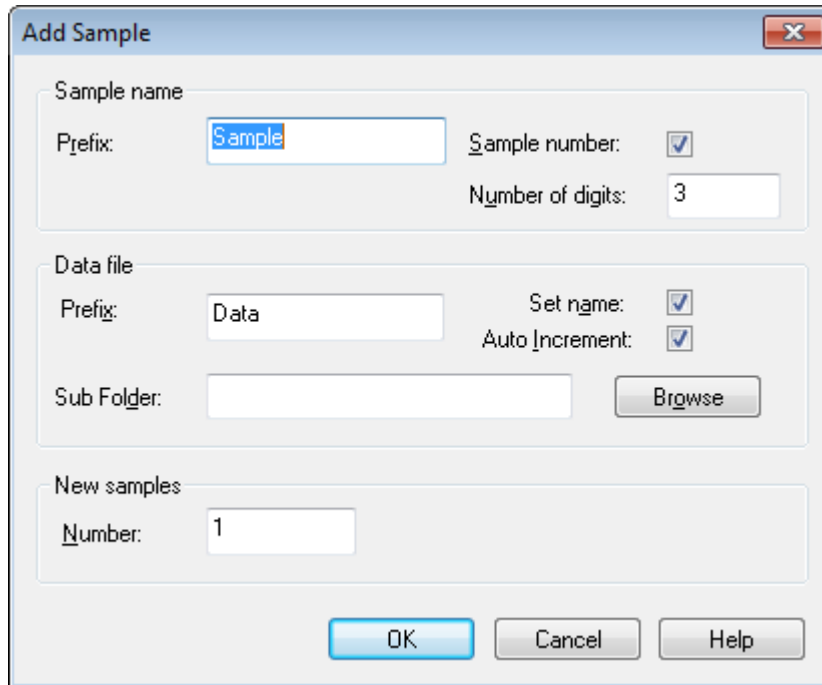 Add Sample
Sample name
Prefix: Sample Sample number:
Number of digits: 3
Data file
Prefix: Data Set name:
Auto Increment:
Sub Folder: Browse
New samples
Number: 1
OK Cancel Help